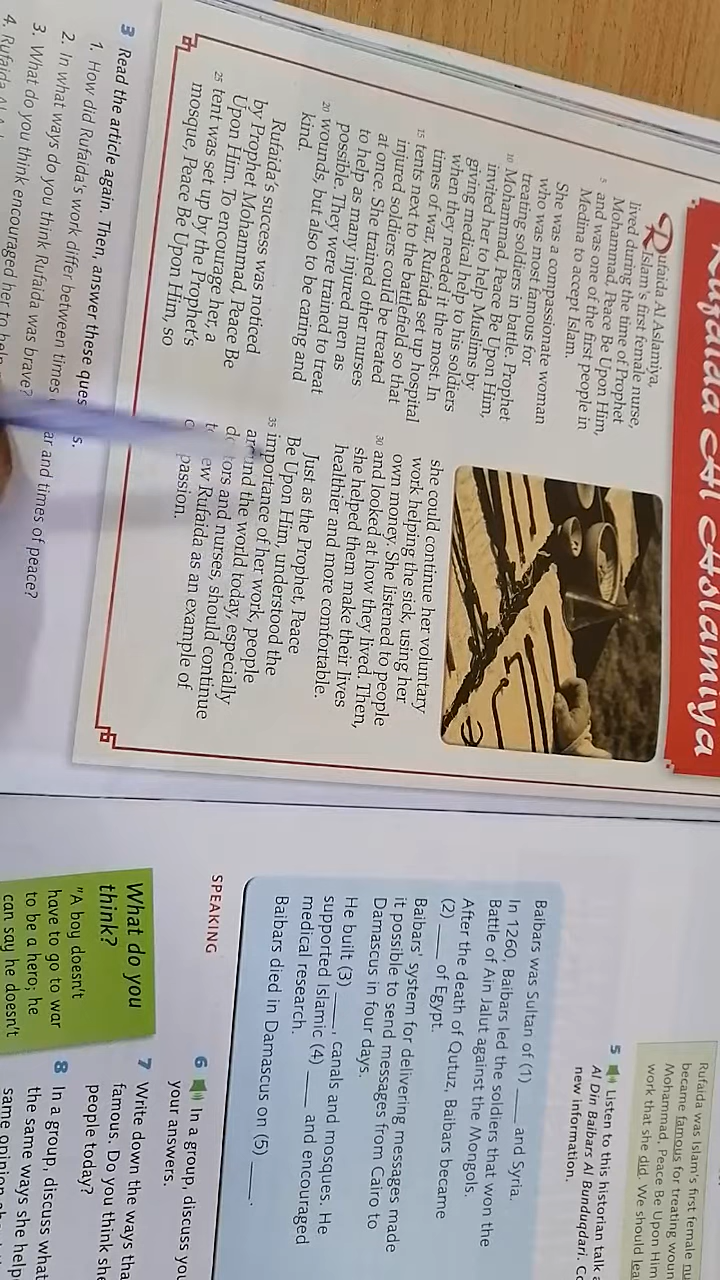 Rufaida Al Aslamiya
Rufaida Al Aslamiya,
Islam's first female nurse,
lived during the time of Prophet
Mohammad, Peace Be Upon Him,
5 and was one of the first people in
Medina to accept Islam.
She was a compassionate woman
who was most famous for
treating soldiers in battle. Prophet
10 Mohammad, Peace Be Upon Him,
invited her to help Muslims by
giving medical help to his soldiers
when they needed it the most. In
times of war, Rufaida set up hospital
15 tents next to the battlefield so that
injured soldiers could be treated
at once. She trained other nurses
to help as many injured men as
possible. They were trained to treat
20 wounds, but also to be caring and
kind.
Rufaida's success was noticed
by Prophet Mohammad, Peace Be
Upon Him. To encourage her, a
25 tent was set up by the Prophet's
mosque, Peace Be Upon Him, so
she could continue her voluntary
work helping the sick, using her
own money. She listened to people
30 and looked at how they lived. Then,
she helped them make their lives
healthier and more comfortable.
Just as the Prophet, Peace
Be Upon Him, understood the
35 importance of her work, people
around the world today, especially
doctors and nurses, should continue
Rufaida as an example of
passion.
3 Read the article again. Then, answer these
1. How did Rufaida's work differ between times ar and times of peace?
2. In what ways do you think Rufaida was brave?
3. What do you think encouraged her to help
4. Rufaida
Rufaida was Islam's first female
became famous for treating
Mohammad, Peace Be Upon Him
work that she did. We should
5 Listen to this historian talk
Al Din Baibars Al Bunduqdari.
new information.
Baibars was Sultan of (1) ____ and Syria.
In 1260, Baibars led the soldiers that won the
Battle of Ain Jalut against the Mongols.
After the death of Qutuz, Baibars became
(2) ____ of Egypt.
Baibars' system for delivering messages made
it possible to send messages from Cairo to
Damascus in four days.
He built (3) ____, canals and mosques. He
supported Islamic (4) ____ and encouraged
medical research.
Baibars died in Damascus on (5) ____.
SPEAKING
6 In a group, discuss
your answers.
7 Write down the ways
famous. Do you think
people today?
8 In a group, discuss what
the same ways she
same opinion
What do you
think?
"A boy doesn't
have to go to war
to be a hero; he
can say he doesn't